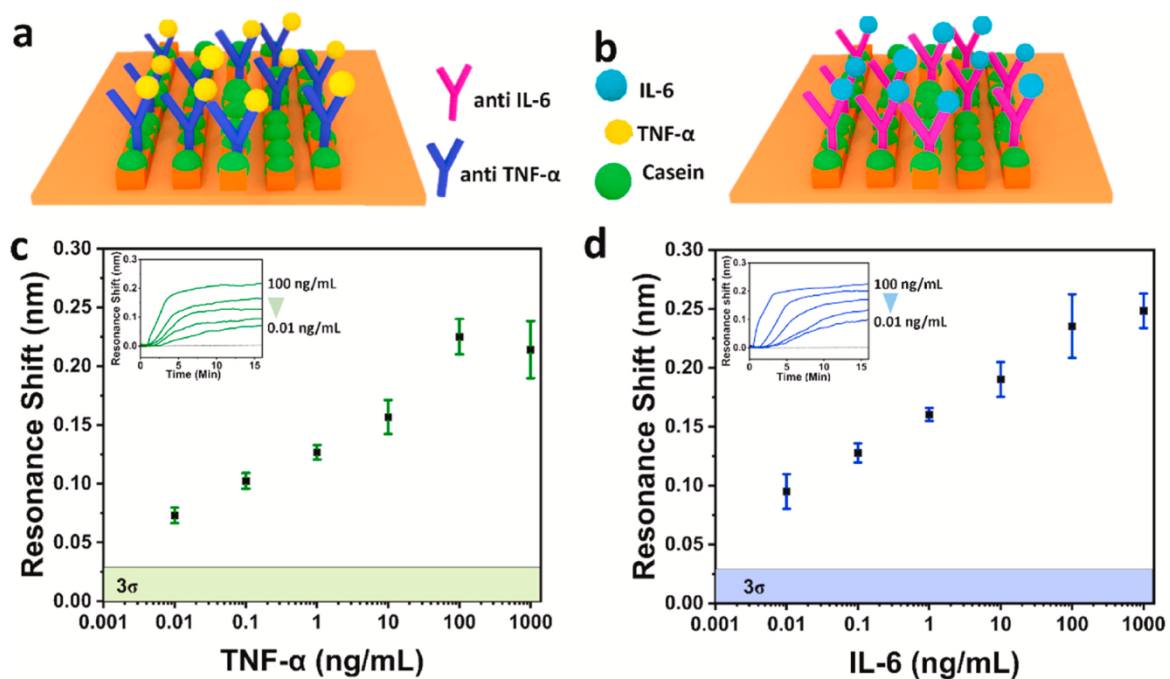 a
anti IL-6
anti TNF-α
b
IL-6
TNF-α
Casein
c
Resonance Shift (nm)
0.30
0.25
0.20
0.15
0.10
0.05
0.00
0.001 0.01 0.1 1 10 100 1000
TNF-α (ng/mL)
3σ
Resonance Shift (nm)
0.3
0.2
0.1
0.0
0 5 10 15
Time (Min)
100 ng/mL
0.01 ng/mL
d
Resonance Shift (nm)
0.30
0.25
0.20
0.15
0.10
0.05
0.00
0.001 0.01 0.1 1 10 100 1000
IL-6 (ng/mL)
3σ
Resonance Shift (nm)
0.3
0.2
0.1
0.0
0 5 10 15
Time (Min)
100 ng/mL
0.01 ng/mL